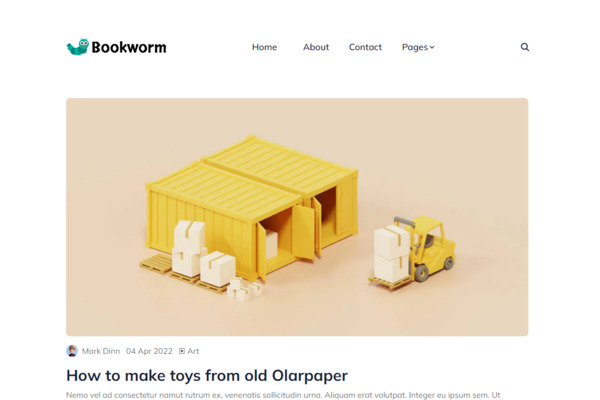 Bookworm
Home About Contact Pages
Mark Dinn 04 Apr 2022 Art
How to make toys from old Olarpaper
Nemo vel ad consectetur namut rutrum ex, venenatis sollicitudin urna. Aliquam erat volutpat. Integer eu ipsum sem. Ut